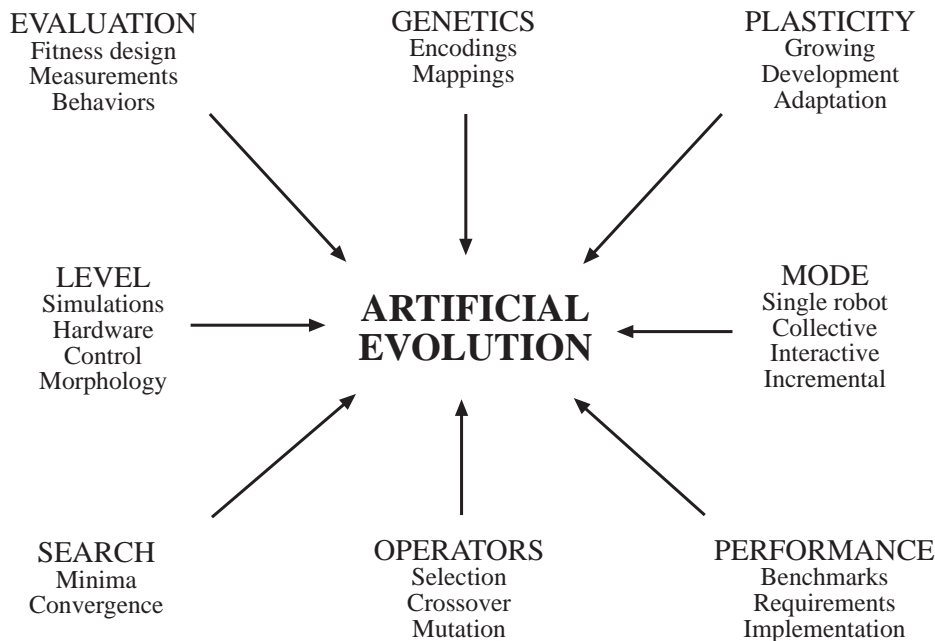 EVALUATION
Fitness design
Measurements
Behaviors
GENETICS
Encodings
Mappings
PLASTICITY
Growing
Development
Adaptation
LEVEL
Simulations
Hardware
Control
Morphology
ARTIFICIAL
EVOLUTION
MODE
Single robot
Collective
Interactive
Incremental
SEARCH
Minima
Convergence
OPERATORS
Selection
Crossover
Mutation
PERFORMANCE
Benchmarks
Requirements
Implementation